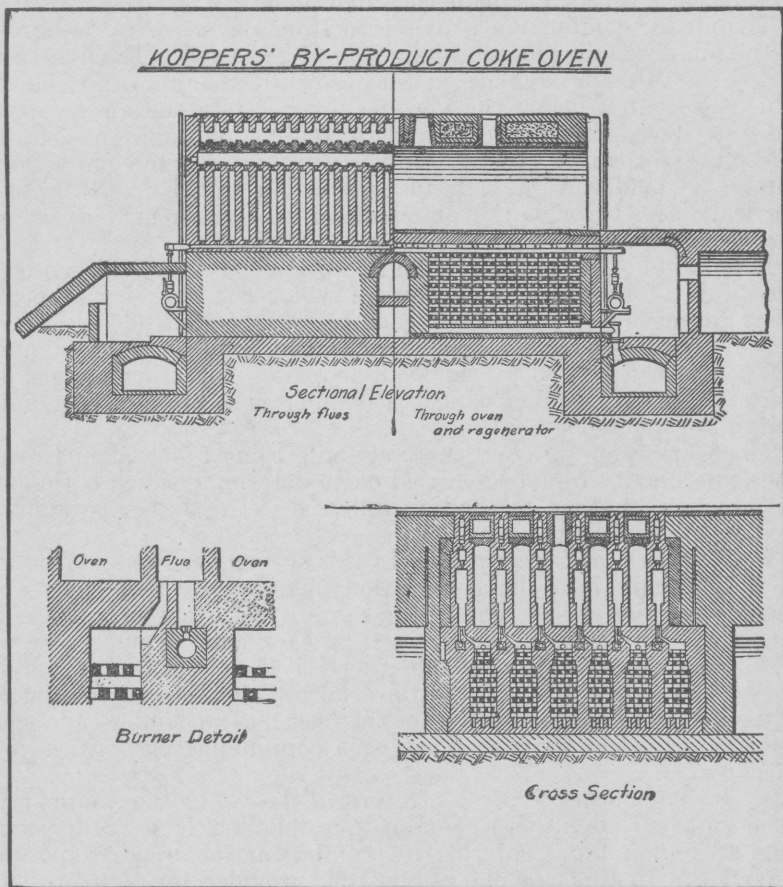 KOPPERS' BY-PRODUCT COKE OVEN
Sectional Elevation
Through flues
Through oven
and regenerator
Oven
Flue
Oven
Burner Detail
Cross Section